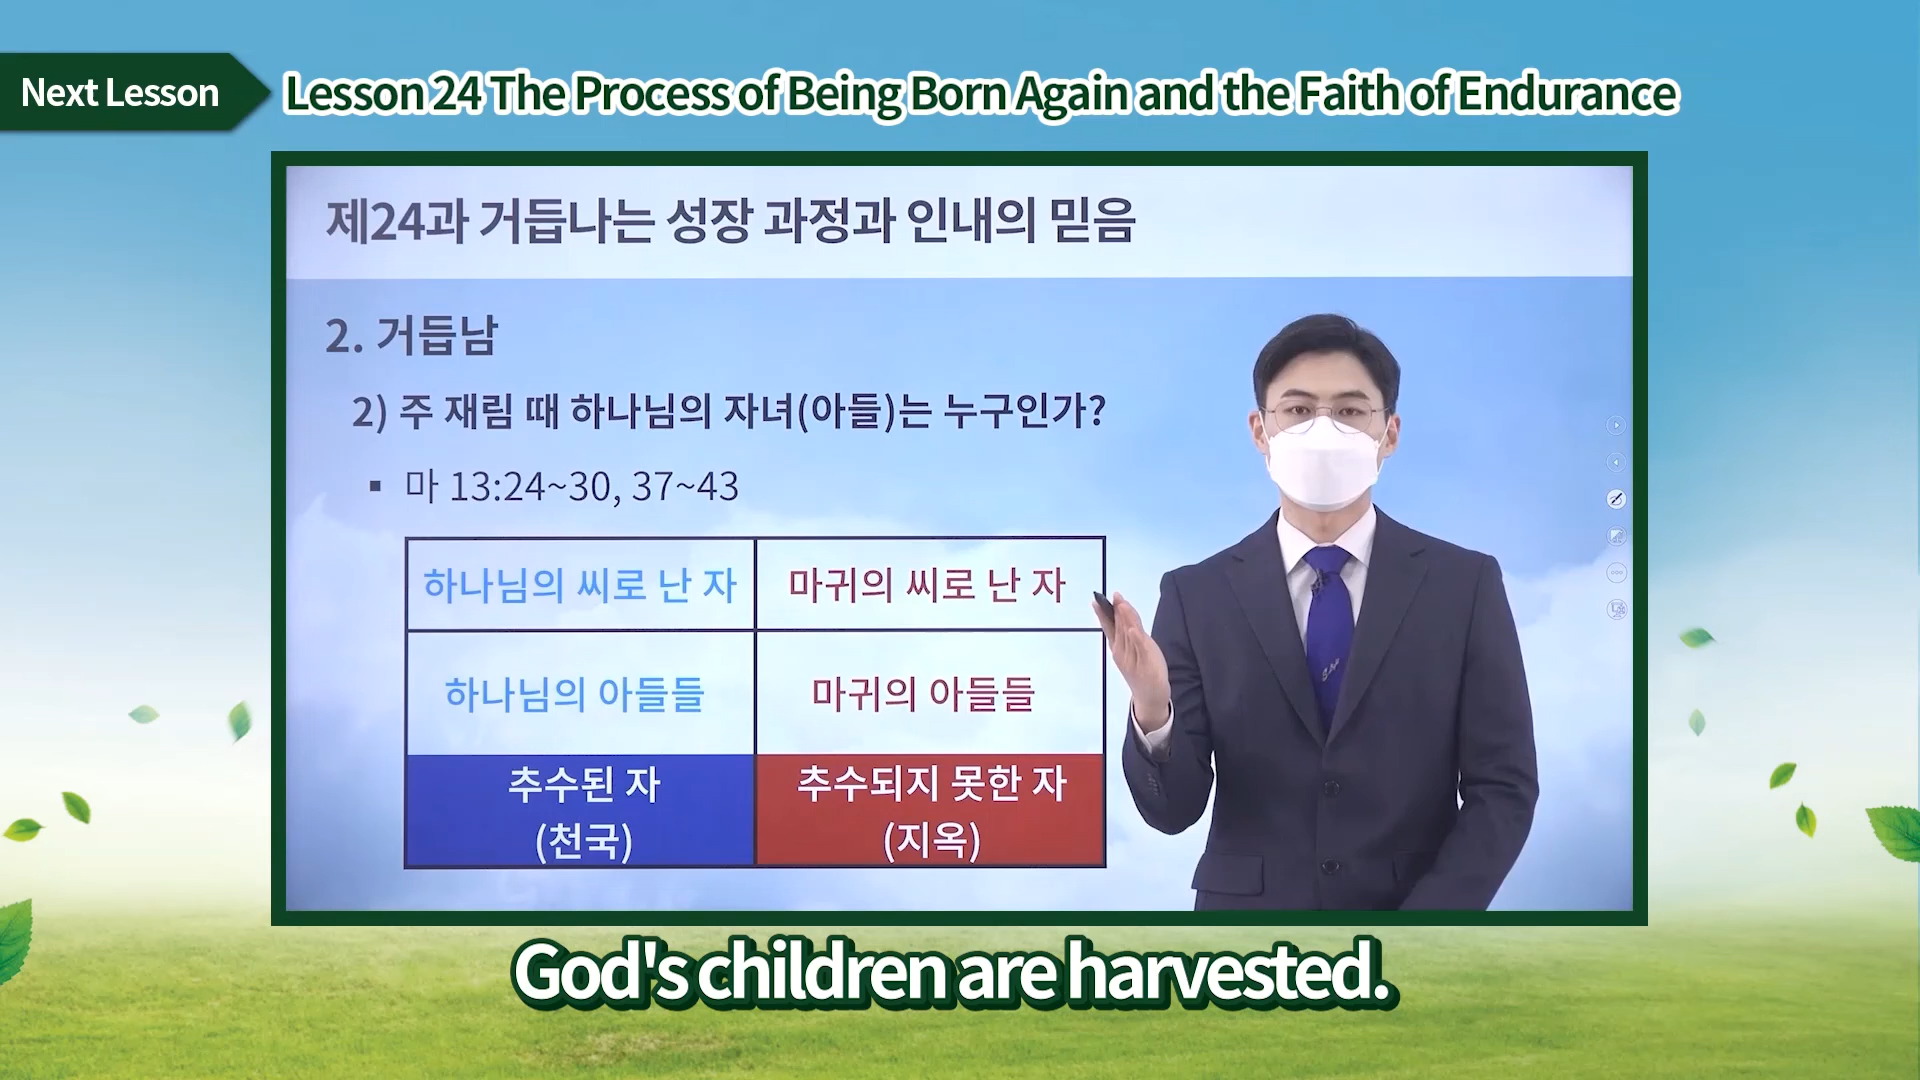 Next Lesson
Lesson 24 The Process of Being Born Again and the Faith of Endurance
제24과 거듭나는 성장 과정과 인내의 믿음
2. 거듭남
2) 주 재림 때 하나님의 자녀(아들)는 누구인가?
▪ 마 13:24~30, 37~43
하나님의 씨로 난 자
마귀의 씨로 난 자
하나님의 아들들
마귀의 아들들
추수된 자
(천국)
추수되지 못한 자
(지옥)
God's children are harvested.